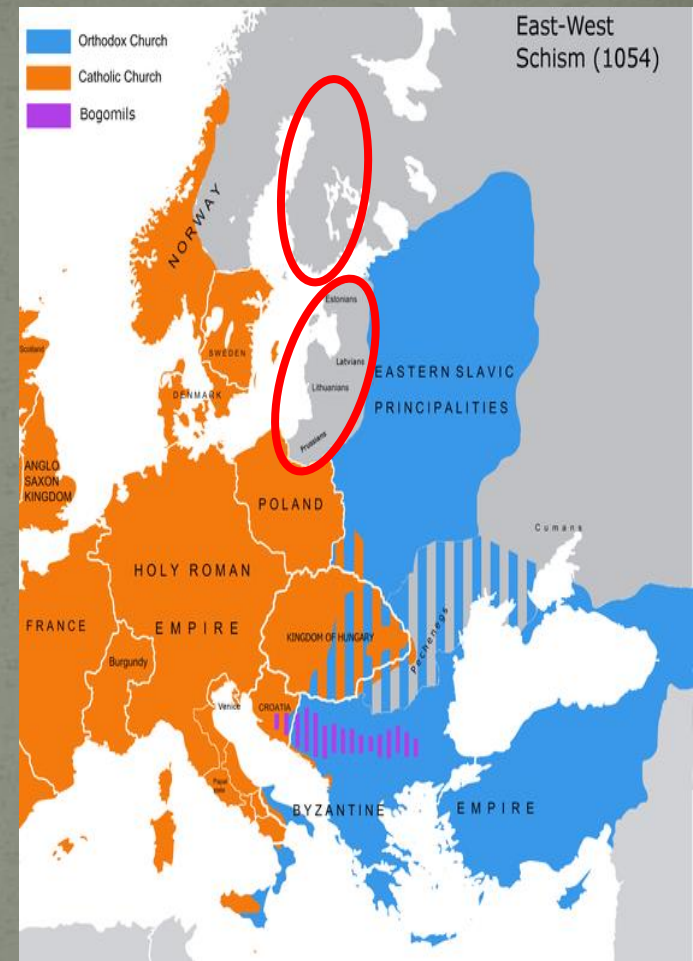 East-West
Schism (1054)
Orthodox Church
Catholic Church
Bogomils
NORWAY
SWEDEN
Scotland
DENMARK
Estonians
Latvians
Lithuanians
Prussians
EASTERN SLAVIC
PRINCIPALITIES
ANGLO
SAXON
KINGDOM
POLAND
Cumans
HOLY ROMAN
EMPIRE
FRANCE
Burgundy
KINGDOM OF HUNGARY
Pechenegs
Venice
CROATIA
Papal
state
BYZANTINE
EMPIRE